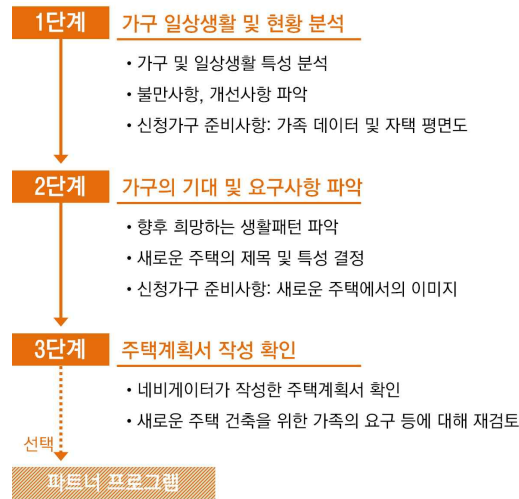 1단계 가구 일상생활 및 현황 분석
• 가구 및 일상생활 특성 분석
• 불만사항, 개선사항 파악
• 신청가구 준비사항: 가족 데이터 및 자택 평면도
2단계 가구의 기대 및 요구사항 파악
• 향후 희망하는 생활패턴 파악
• 새로운 주택의 제목 및 특성 결정
• 신청가구 준비사항: 새로운 주택에서의 이미지
3단계 주택계획서 작성 확인
• 네비게이터가 작성한 주택계획서 확인
• 새로운 주택 건축을 위한 가족의 요구 등에 대해 재검토
선택
파트너 프로그램